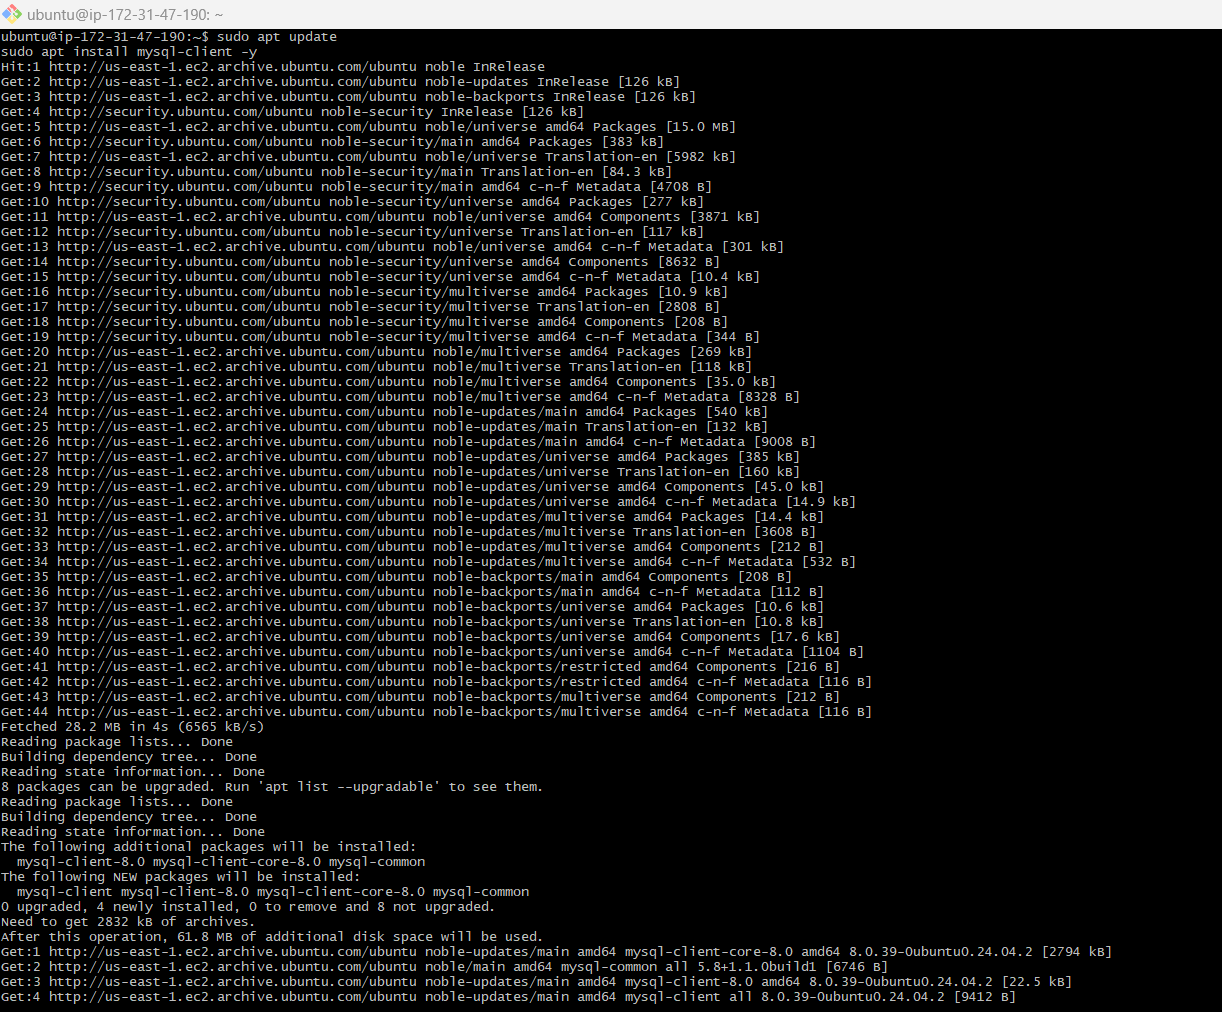 ubuntu@ip-172-31-47-190: ~
ubuntu@ip-172-31-47-190:~$ sudo apt update
sudo apt install mysql-client -y
Hit:1 http://us-east-1.ec2.archive.ubuntu.com/ubuntu noble InRelease
Get:2 http://us-east-1.ec2.archive.ubuntu.com/ubuntu noble-updates InRelease [126 kB]
Get:3 http://us-east-1.ec2.archive.ubuntu.com/ubuntu noble-backports InRelease [126 kB]
Get:4 http://security.ubuntu.com/ubuntu noble-security InRelease [126 kB]
Get:5 http://us-east-1.ec2.archive.ubuntu.com/ubuntu noble/universe amd64 Packages [15.0 MB]
Get:6 http://security.ubuntu.com/ubuntu noble-security/main amd64 Packages [383 kB]
Get:7 http://us-east-1.ec2.archive.ubuntu.com/ubuntu noble/universe Translation-en [5982 kB]
Get:8 http://security.ubuntu.com/ubuntu noble-security/main Translation-en [84.3 kB]
Get:9 http://security.ubuntu.com/ubuntu noble-security/main amd64 c-n-f Metadata [4708 B]
Get:10 http://security.ubuntu.com/ubuntu noble-security/universe amd64 Packages [277 kB]
Get:11 http://us-east-1.ec2.archive.ubuntu.com/ubuntu noble/universe amd64 Components [3871 kB]
Get:12 http://security.ubuntu.com/ubuntu noble-security/universe Translation-en [117 kB]
Get:13 http://us-east-1.ec2.archive.ubuntu.com/ubuntu noble/universe amd64 c-n-f Metadata [301 kB]
Get:14 http://security.ubuntu.com/ubuntu noble-security/universe amd64 Components [8632 B]
Get:15 http://security.ubuntu.com/ubuntu noble-security/universe amd64 c-n-f Metadata [10.4 kB]
Get:16 http://security.ubuntu.com/ubuntu noble-security/multiverse amd64 Packages [10.9 kB]
Get:17 http://security.ubuntu.com/ubuntu noble-security/multiverse Translation-en [2808 B]
Get:18 http://security.ubuntu.com/ubuntu noble-security/multiverse amd64 Components [208 B]
Get:19 http://security.ubuntu.com/ubuntu noble-security/multiverse amd64 c-n-f Metadata [344 B]
Get:20 http://us-east-1.ec2.archive.ubuntu.com/ubuntu noble/multiverse amd64 Packages [269 kB]
Get:21 http://us-east-1.ec2.archive.ubuntu.com/ubuntu noble/multiverse Translation-en [118 kB]
Get:22 http://us-east-1.ec2.archive.ubuntu.com/ubuntu noble/multiverse amd64 Components [35.0 kB]
Get:23 http://us-east-1.ec2.archive.ubuntu.com/ubuntu noble/multiverse amd64 c-n-f Metadata [8328 B]
Get:24 http://us-east-1.ec2.archive.ubuntu.com/ubuntu noble-updates/main amd64 Packages [540 kB]
Get:25 http://us-east-1.ec2.archive.ubuntu.com/ubuntu noble-updates/main Translation-en [132 kB]
Get:26 http://us-east-1.ec2.archive.ubuntu.com/ubuntu noble-updates/main amd64 c-n-f Metadata [9008 B]
Get:27 http://us-east-1.ec2.archive.ubuntu.com/ubuntu noble-updates/universe amd64 Packages [385 kB]
Get:28 http://us-east-1.ec2.archive.ubuntu.com/ubuntu noble-updates/universe Translation-en [160 kB]
Get:29 http://us-east-1.ec2.archive.ubuntu.com/ubuntu noble-updates/universe amd64 Components [45.0 kB]
Get:30 http://us-east-1.ec2.archive.ubuntu.com/ubuntu noble-updates/universe amd64 c-n-f Metadata [14.9 kB]
Get:31 http://us-east-1.ec2.archive.ubuntu.com/ubuntu noble-updates/multiverse amd64 Packages [14.4 kB]
Get:32 http://us-east-1.ec2.archive.ubuntu.com/ubuntu noble-updates/multiverse Translation-en [3608 B]
Get:33 http://us-east-1.ec2.archive.ubuntu.com/ubuntu noble-updates/multiverse amd64 Components [212 B]
Get:34 http://us-east-1.ec2.archive.ubuntu.com/ubuntu noble-updates/multiverse amd64 c-n-f Metadata [532 B]
Get:35 http://us-east-1.ec2.archive.ubuntu.com/ubuntu noble-backports/main amd64 Components [208 B]
Get:36 http://us-east-1.ec2.archive.ubuntu.com/ubuntu noble-backports/main amd64 c-n-f Metadata [112 B]
Get:37 http://us-east-1.ec2.archive.ubuntu.com/ubuntu noble-backports/universe amd64 Packages [10.6 kB]
Get:38 http://us-east-1.ec2.archive.ubuntu.com/ubuntu noble-backports/universe Translation-en [10.8 kB]
Get:39 http://us-east-1.ec2.archive.ubuntu.com/ubuntu noble-backports/universe amd64 Components [17.6 kB]
Get:40 http://us-east-1.ec2.archive.ubuntu.com/ubuntu noble-backports/universe amd64 c-n-f Metadata [1104 B]
Get:41 http://us-east-1.ec2.archive.ubuntu.com/ubuntu noble-backports/restricted amd64 Components [216 B]
Get:42 http://us-east-1.ec2.archive.ubuntu.com/ubuntu noble-backports/restricted amd64 c-n-f Metadata [116 B]
Get:43 http://us-east-1.ec2.archive.ubuntu.com/ubuntu noble-backports/multiverse amd64 Components [212 B]
Get:44 http://us-east-1.ec2.archive.ubuntu.com/ubuntu noble-backports/multiverse amd64 c-n-f Metadata [116 B]
Fetched 28.2 MB in 4s (6565 kB/s)
Reading package lists... Done
Building dependency tree... Done
Reading state information... Done
8 packages can be upgraded. Run 'apt list --upgradable' to see them.
Reading package lists... Done
Building dependency tree... Done
Reading state information... Done
The following additional packages will be installed:
  mysql-client-8.0 mysql-client-core-8.0 mysql-common
The following NEW packages will be installed:
  mysql-client mysql-client-8.0 mysql-client-core-8.0 mysql-common
0 upgraded, 4 newly installed, 0 to remove and 8 not upgraded.
Need to get 2832 kB of archives.
After this operation, 61.8 MB of additional disk space will be used.
Get:1 http://us-east-1.ec2.archive.ubuntu.com/ubuntu noble-updates/main amd64 mysql-client-core-8.0 amd64 8.0.39-0ubuntu0.24.04.2 [2794 kB]
Get:2 http://us-east-1.ec2.archive.ubuntu.com/ubuntu noble/main amd64 mysql-common all 5.8+1.1.0build1 [6746 B]
Get:3 http://us-east-1.ec2.archive.ubuntu.com/ubuntu noble-updates/main amd64 mysql-client-8.0 amd64 8.0.39-0ubuntu0.24.04.2 [22.5 kB]
Get:4 http://us-east-1.ec2.archive.ubuntu.com/ubuntu noble-updates/main amd64 mysql-client all 8.0.39-0ubuntu0.24.04.2 [9412 B]